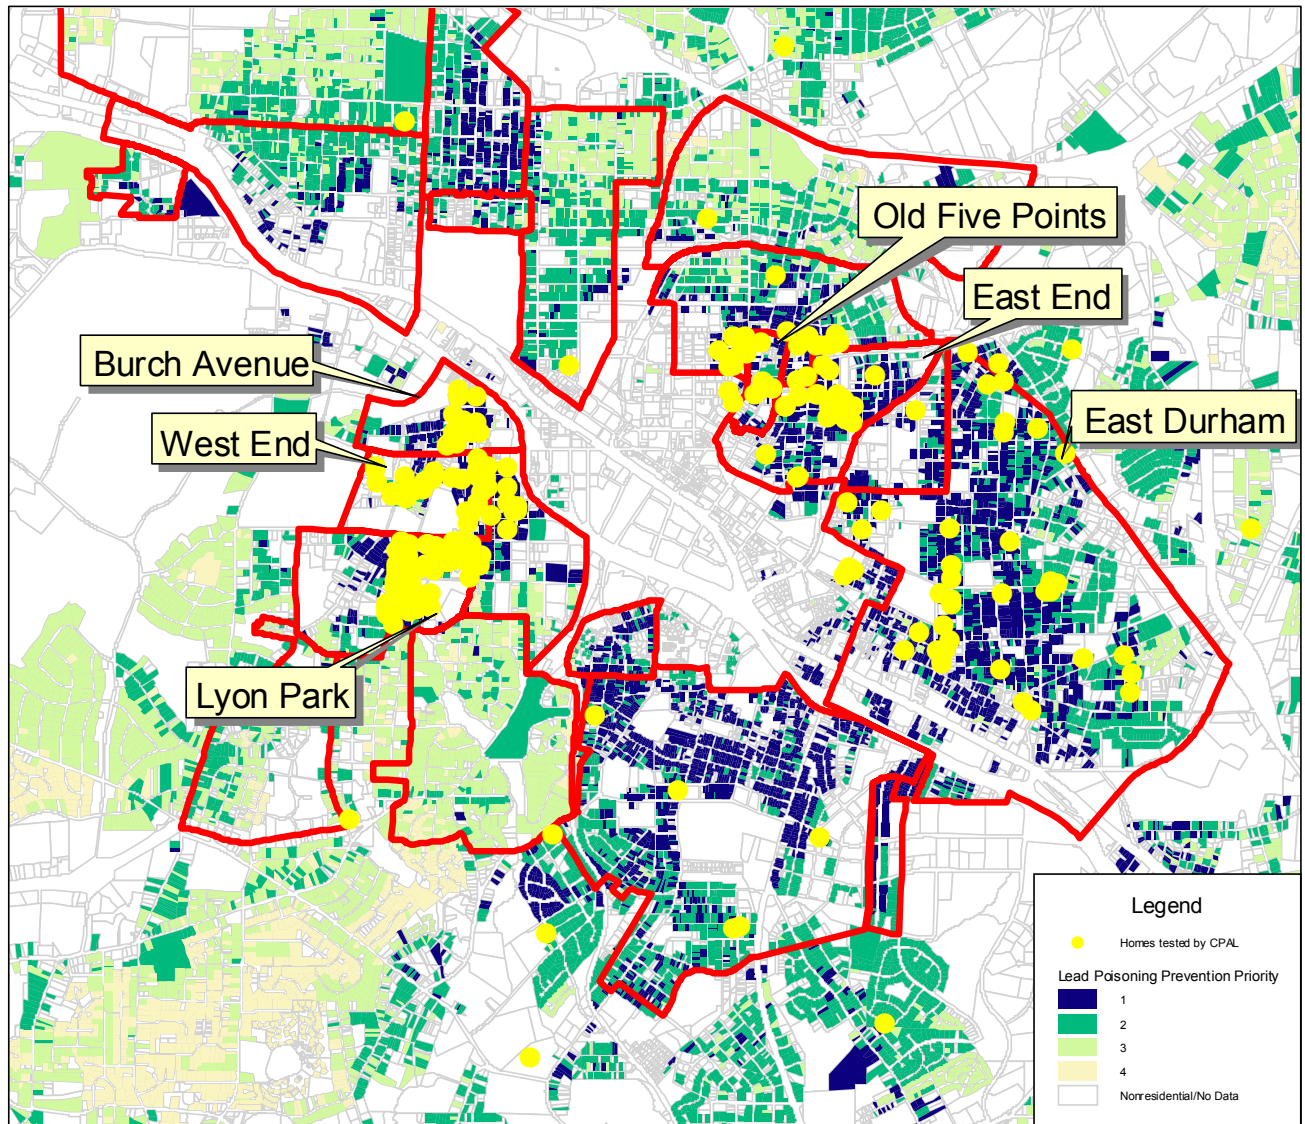 Old Five Points
East End
Burch Avenue
East Durham
West End
Lyon Park
Legend
Homes tested by CPAL
Lead Poisoning Prevention Priority
1
2
3
4
Nonresidential/No Data